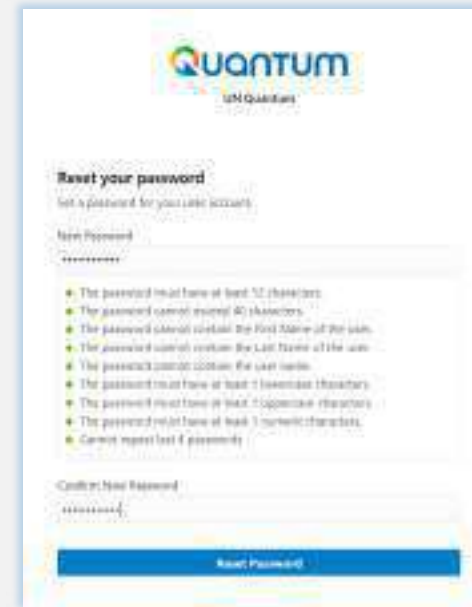 QUANTUM
UN Quantum
Reset your password
Set a password for your user account.
New Password
The password must have at least 12 characters.
The password cannot exceed 40 characters.
The password cannot contain the First Name of the user.
The password cannot contain the Last Name of the user.
The password cannot contain the user name.
The password must have at least 1 lowercase characters.
The password must have at least 1 uppercase characters.
The password must have at least 1 numeric characters.
Cannot repeat last 4 passwords
Confirm New Password
Reset Password